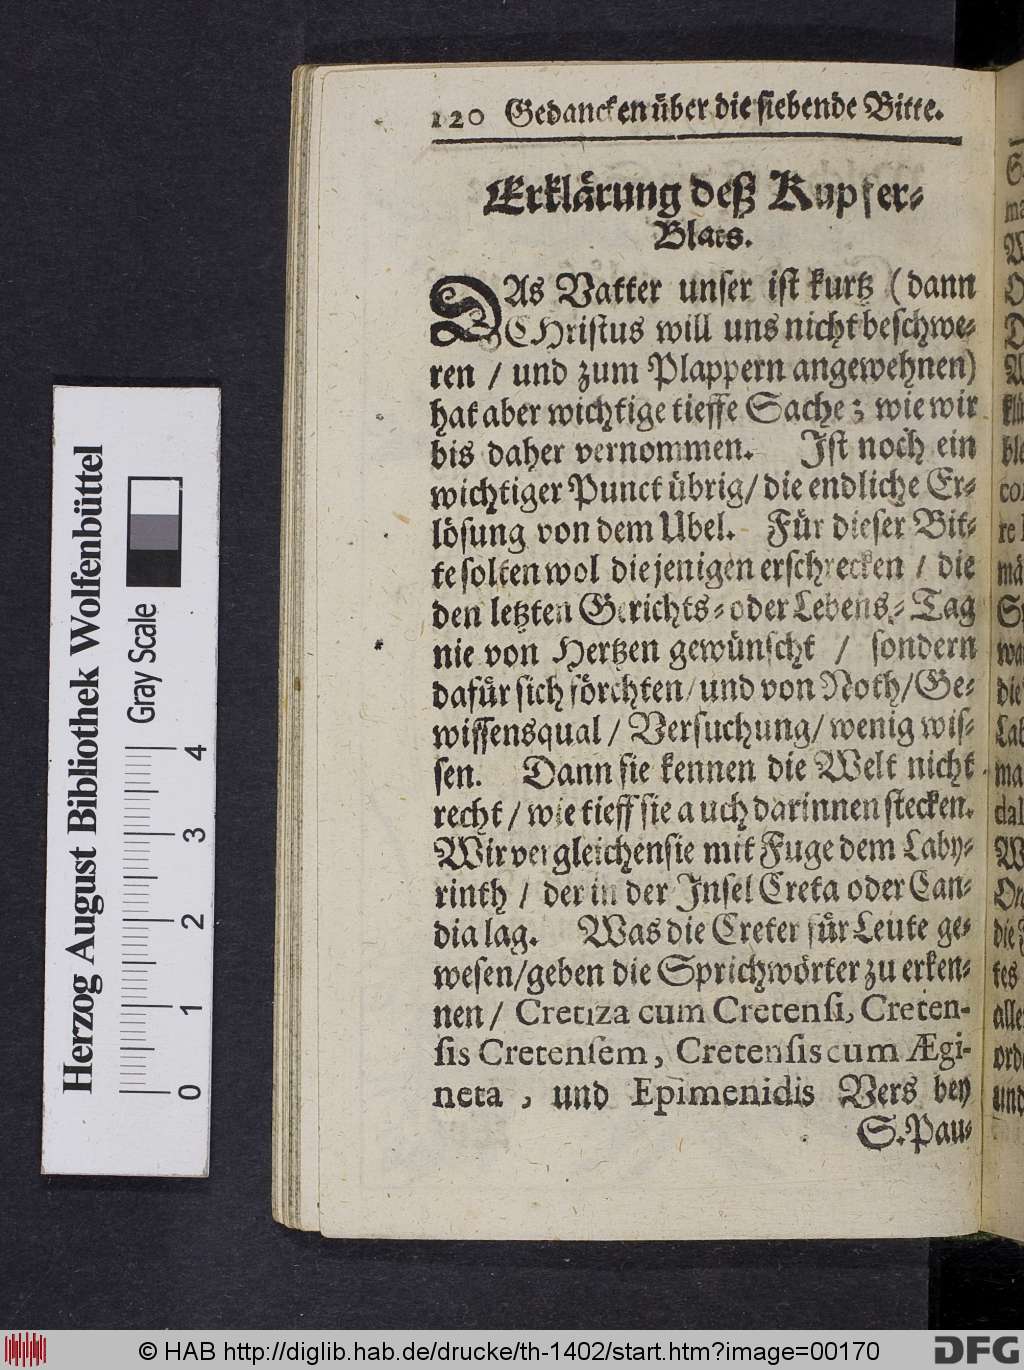 120 Gedancken über die siebende Bitte.
Erklärung deß Kupfer-
Blats.
DAs Vatter unser ist kurtz (dann
CHristus will uns nicht beschwe-
ren / und zum Plappern angewehnen)
hat aber wichtige tieffe Sache; wie wir
bis daher vernommen. Ist noch ein
wichtiger Punct übrig / die endliche Er-
lösung von dem Ubel. Für dieser Bit-
te solten wol diejenigen erschrecken / die
den letzten Gerichts- oder Lebens- Tag
nie von Hertzen gewünscht / sondern
dafür sich förchten / und von Noth / Ge-
wissensqual / Versuchung / wenig wis-
sen. Dann sie kennen die Welt nicht
recht / wie tieff sie auch darinnen stecken.
Wir vergleichen sie mit Fuge dem Laby-
rinth / der in der Insel Creta oder Can-
dia lag. Was die Creter für Leute ge-
wesen / geben die Sprichwörter zu erken-
nen / Cretiza cum Cretensi, Creten-
sis Cretensem, Cretensis cum Ægi-
neta , und Epimenidis Vers bey
S. Pau-
Herzog August Bibliothek Wolfenbüttel
Gray Scale
0 1 2 3 4
© HAB http://diglib.hab.de/drucke/th-1402/start.htm?image=00170
DFG